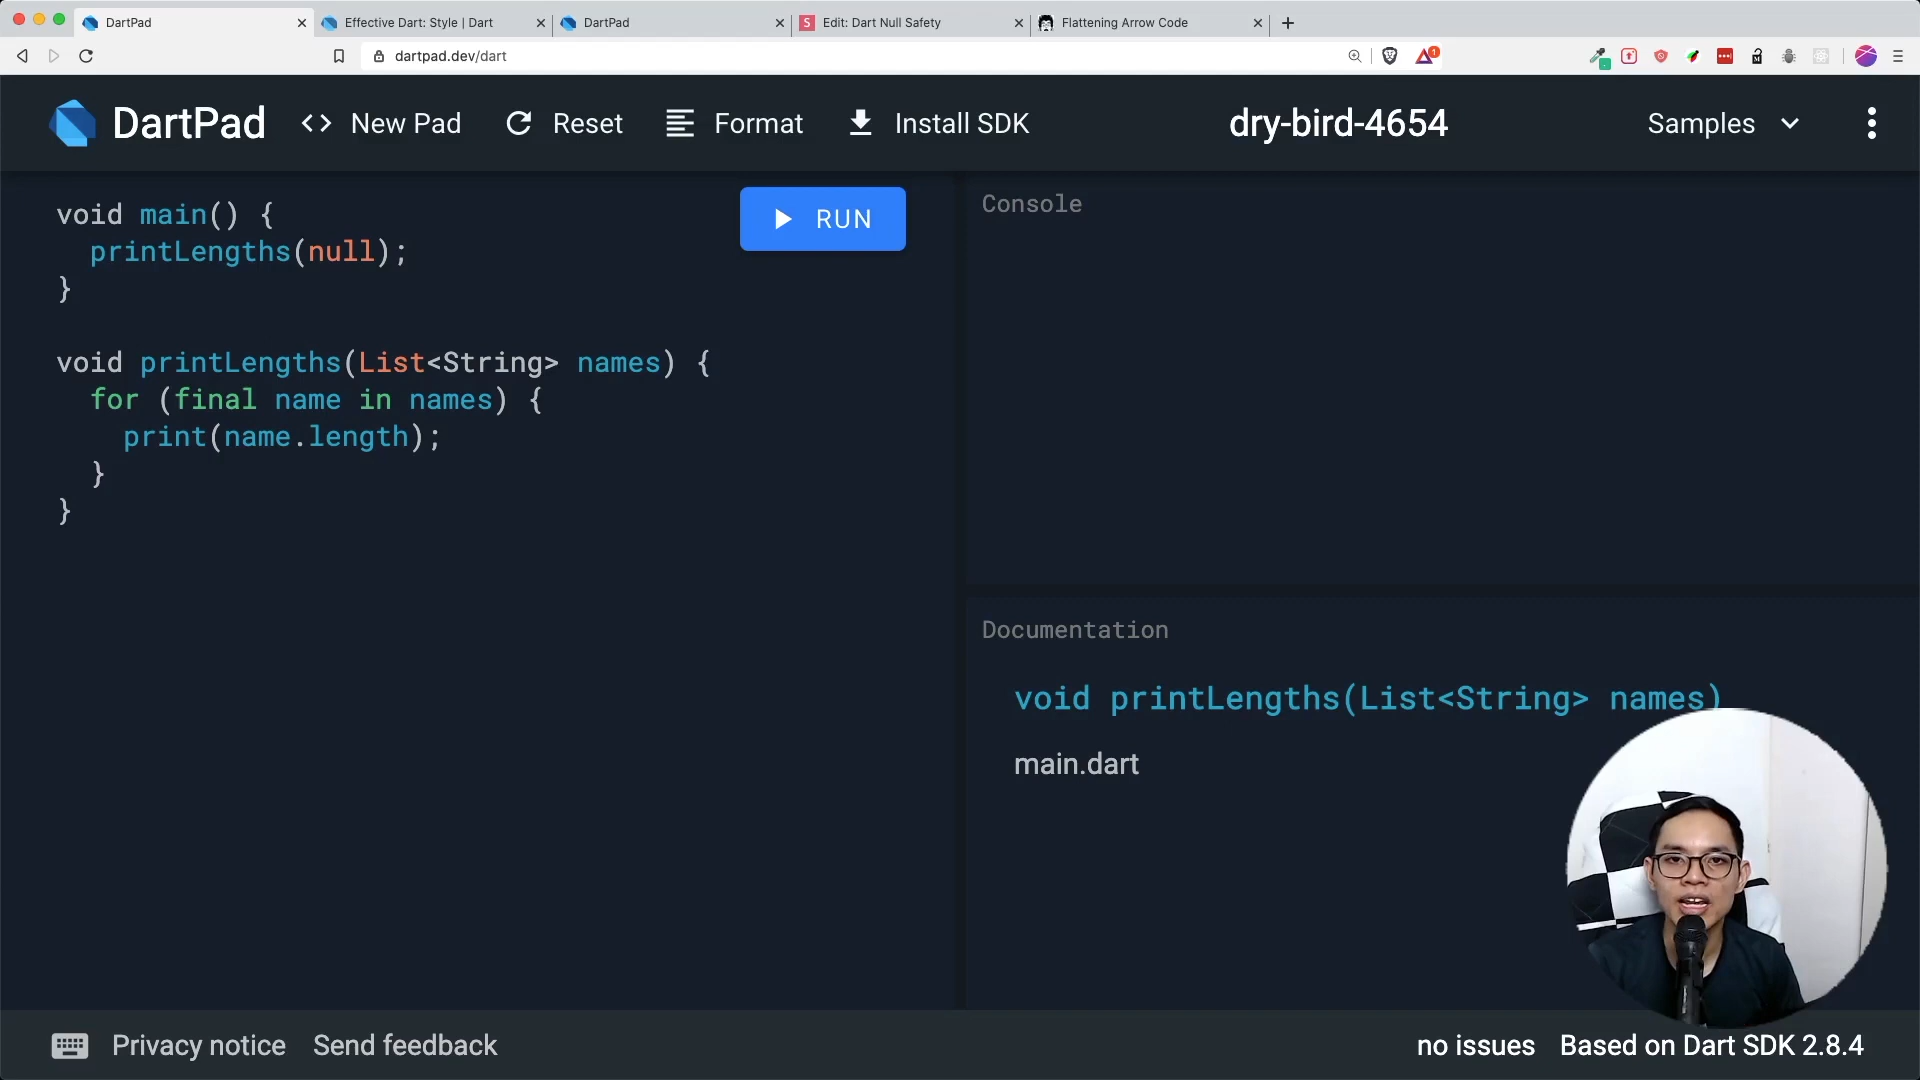 DartPad
Effective Dart: Style | Dart
DartPad
S
Edit: Dart Null Safety
Flattening Arrow Code
dartpad.dev/dart
1
DartPad
New Pad
Reset
Format
Install SDK
dry-bird-4654
Samples
void main() {
  printLengths(null);
}
void printLengths(List<String> names) {
  for (final name in names) {
    print(name.length);
  }
}
RUN
Console
Documentation
void printLengths(List<String> names)
main.dart
Privacy notice
Send feedback
no issues
Based on Dart SDK 2.8.4